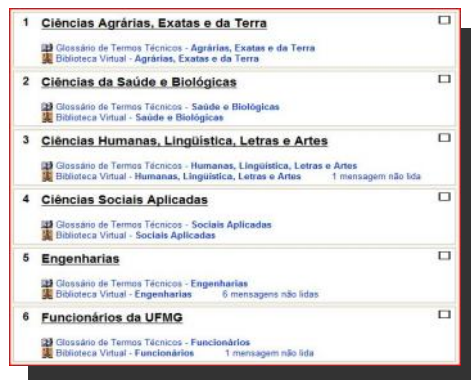 1 Ciências Agrárias, Exatas e da Terra
Glossário de Termos Técnicos - Agrárias, Exatas e da Terra
Biblioteca Virtual - Agrárias, Exatas e da Terra
2 Ciências da Saúde e Biológicas
Glossário de Termos Técnicos - Saúde e Biológicas
Biblioteca Virtual - Saúde e Biológicas
3 Ciências Humanas, Lingüística, Letras e Artes
Glossário de Termos Técnicos - Humanas, Lingüística, Letras e Artes
Biblioteca Virtual - Humanas, Lingüística, Letras e Artes 1 mensagem não lida
4 Ciências Sociais Aplicadas
Glossário de Termos Técnicos - Sociais Aplicadas
Biblioteca Virtual - Sociais Aplicadas
5 Engenharias
Glossário de Termos Técnicos - Engenharias
Biblioteca Virtual - Engenharias 6 mensagens não lidas
6 Funcionários da UFMG
Glossário de Termos Técnicos - Funcionários
Biblioteca Virtual - Funcionários 1 mensagem não lida